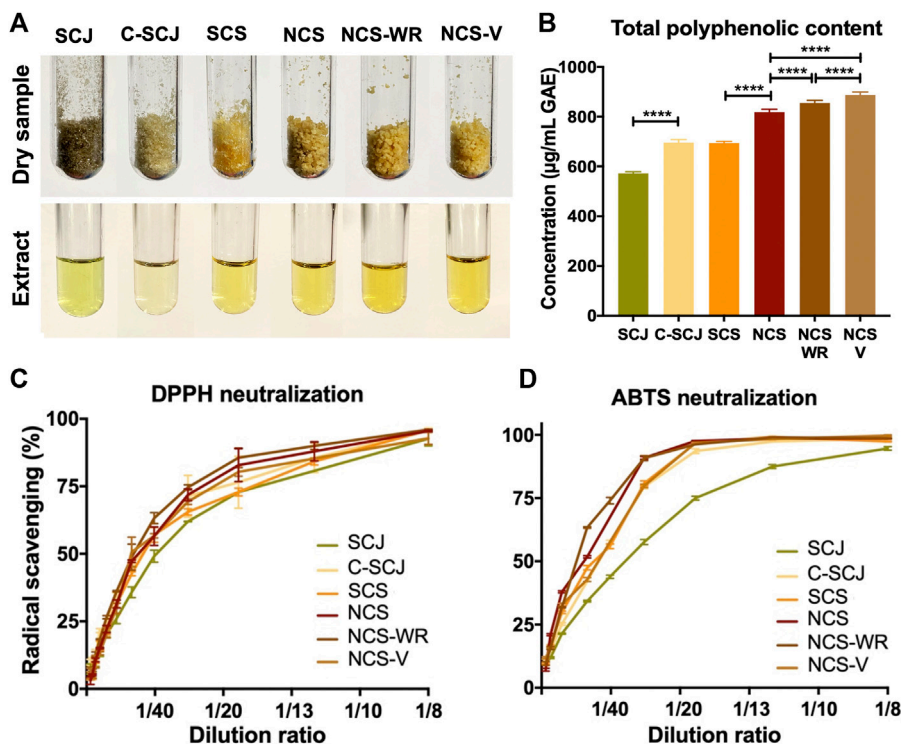 A
SCJ C-SCJ SCS NCS NCS-WR NCS-V
Dry sample
Extract
B
Total polyphenolic content
Concentration (µg/mL GAE)
1000
800
600
400
200
0
**** **** **** **** ****
SCJ C-SCJ SCS NCS NCS WR NCS V
C
DPPH neutralization
Radical scavenging (%)
100
75
50
25
0
SCJ
C-SCJ
SCS
NCS
NCS-WR
NCS-V
1/40 1/20 1/13 1/10 1/8
Dilution ratio
D
ABTS neutralization
100
75
50
25
0
SCJ
C-SCJ
SCS
NCS
NCS-WR
NCS-V
1/40 1/20 1/13 1/10 1/8
Dilution ratio